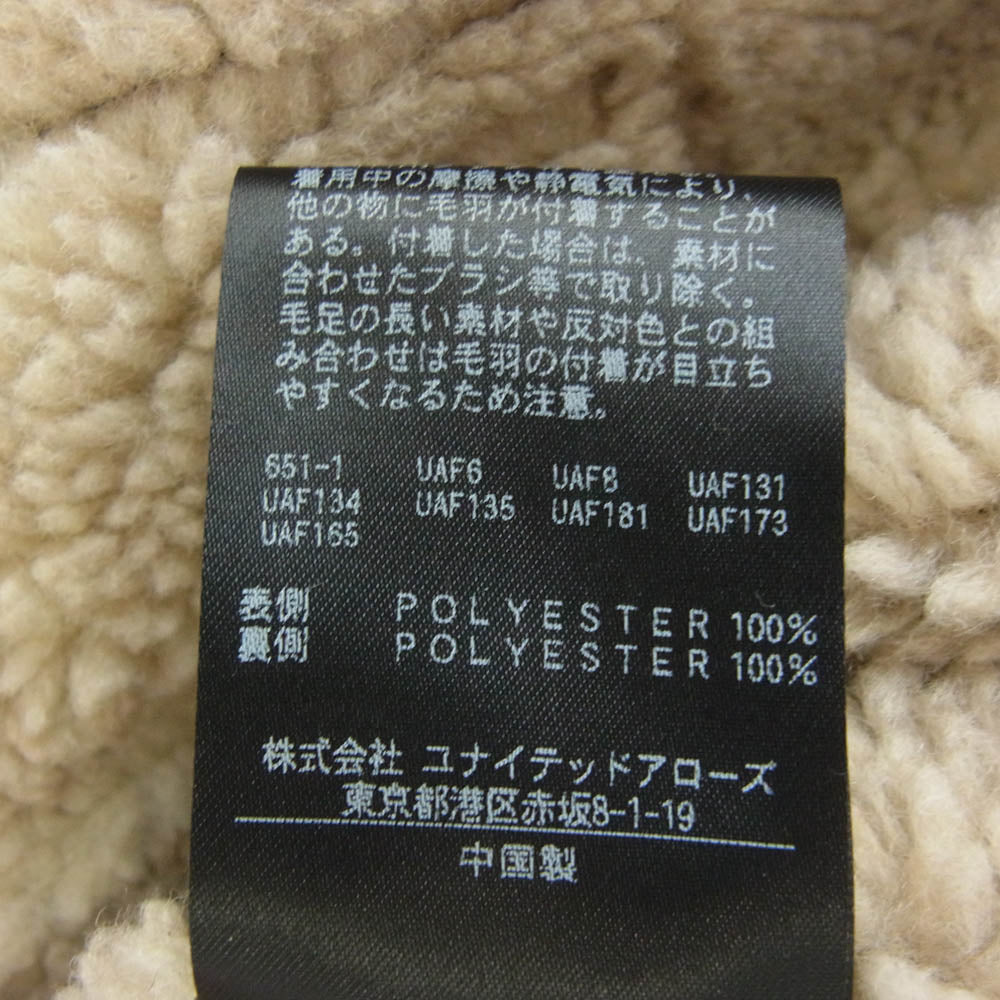 着用中の摩擦や静電気により、
他の物に毛羽が付着することが
ある。付着した場合は、素材に
合わせたブラシ等で取り除く。
毛足の長い素材や反対色との組
み合わせは毛羽の付着が目立ち
やすくなるため注意。
651-1 UAF6 UAF8 UAF131
UAF134 UAF135 UAF181 UAF173
UAF165
表側 POLYESTER 100%
裏側 POLYESTER 100%
株式会社 ユナイテッドアローズ
東京都港区赤坂8-1-19
中国製